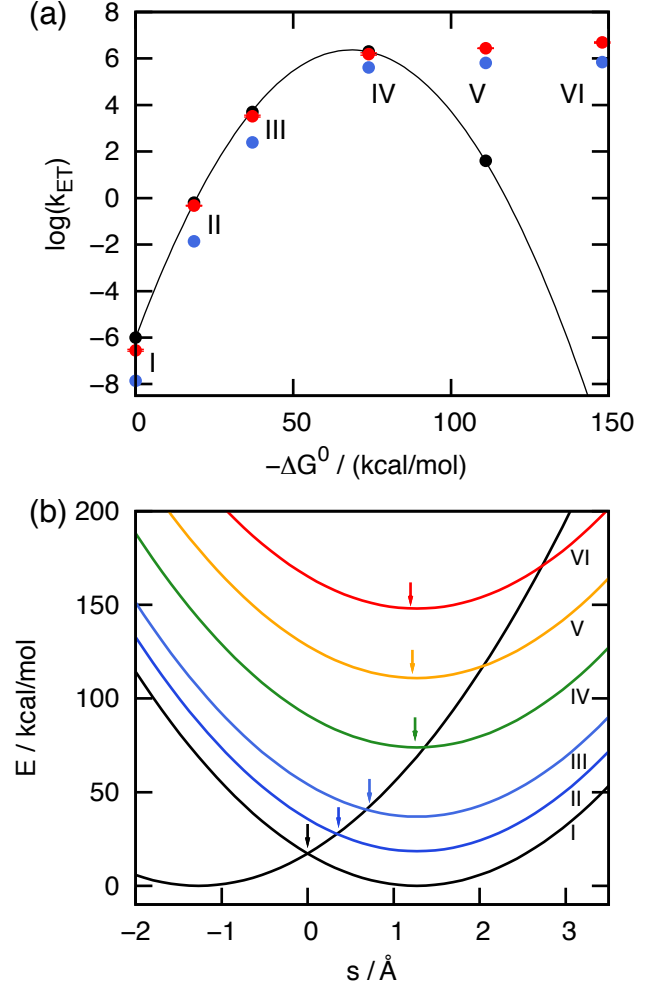 (a)
8
6
4
2
0
−2
−4
−6
−8
log(k_ET)
I
II
III
IV
V
VI
0
50
100
150
−ΔG⁰ / (kcal/mol)
(b)
200
150
100
50
0
E / kcal/mol
VI
V
IV
III
II
I
−2
−1
0
1
2
3
s / Å